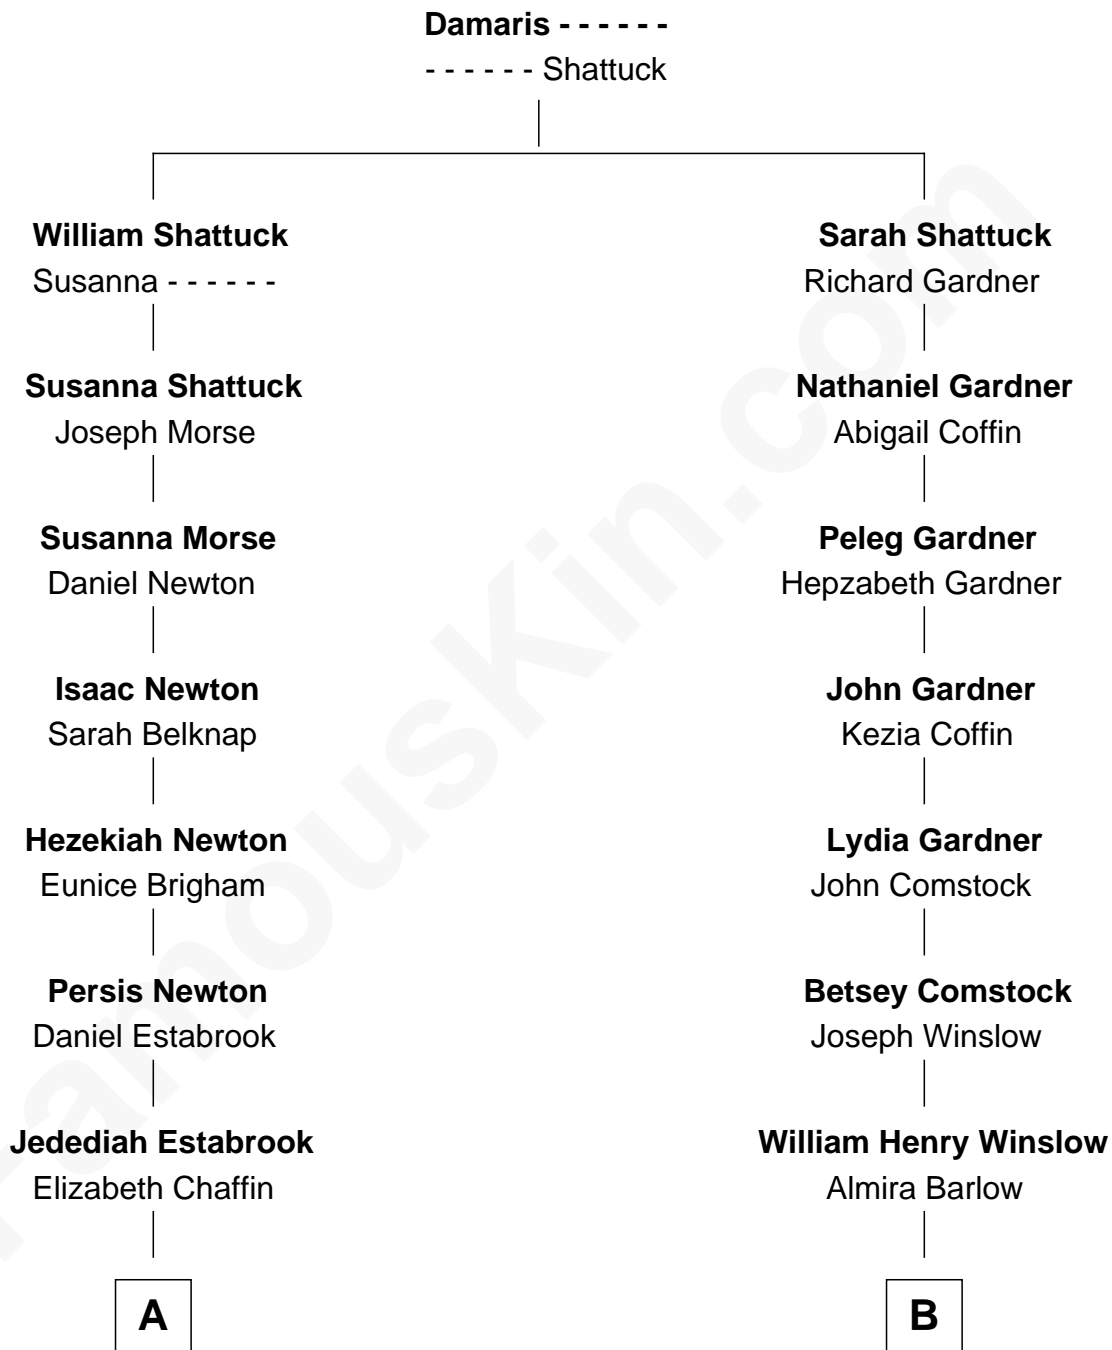 Damaris - - - - - -
- - - - - - Shattuck
William Shattuck
Susanna - - - - - -
Sarah Shattuck
Richard Gardner
Susanna Shattuck
Joseph Morse
Nathaniel Gardner
Abigail Coffin
Susanna Morse
Daniel Newton
Peleg Gardner
Hepzabeth Gardner
Isaac Newton
Sarah Belknap
John Gardner
Kezia Coffin
Hezekiah Newton
Eunice Brigham
Lydia Gardner
John Comstock
Persis Newton
Daniel Estabrook
Betsey Comstock
Joseph Winslow
Jedediah Estabrook
Elizabeth Chaffin
William Henry Winslow
Almira Barlow
A
B
FamousKin.com